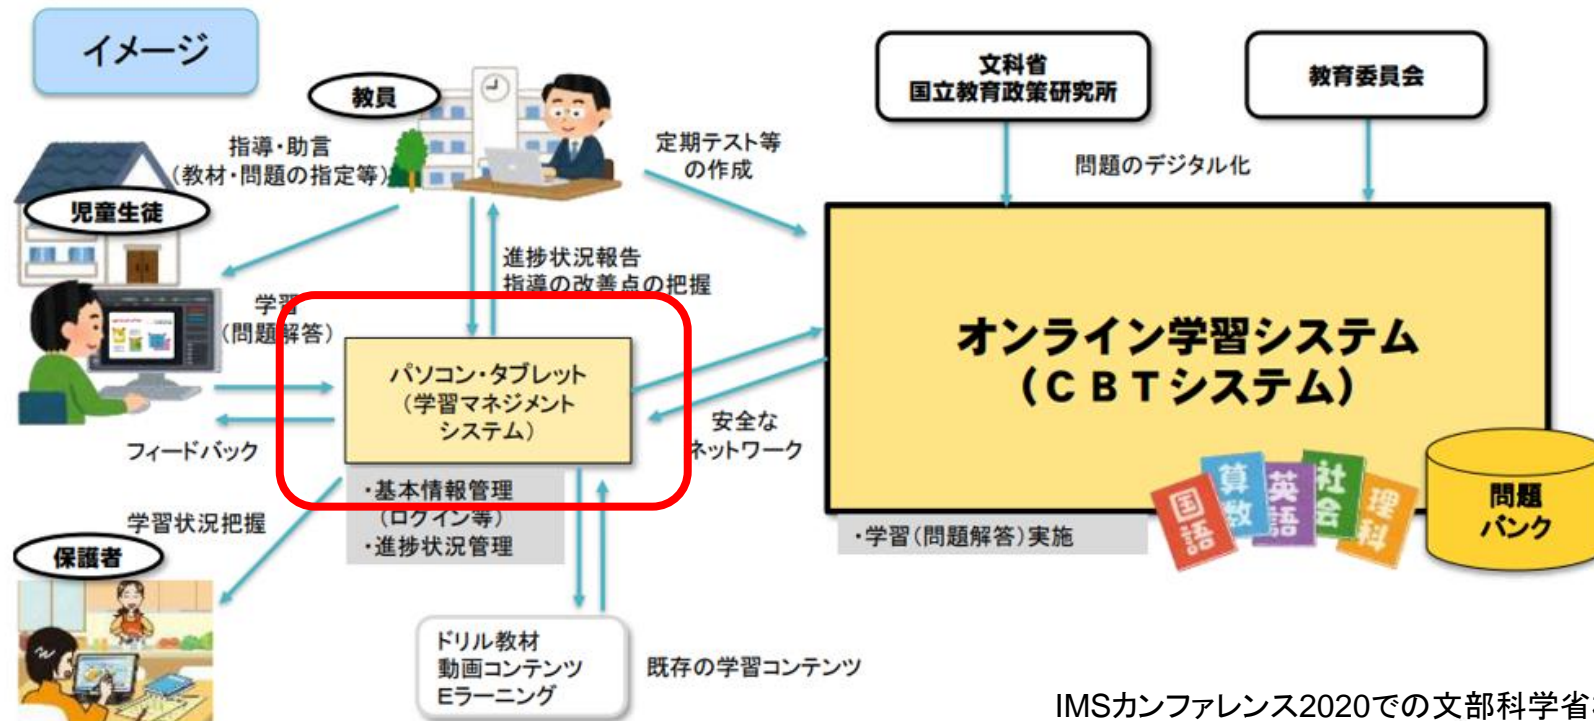 イメージ
教員
文科省
国立教育政策研究所
教育委員会
指導・助言
（教材・問題の指定等）
定期テスト等
の作成
問題のデジタル化
児童生徒
進捗状況報告
指導の改善点の把握
学習
（問題解答）
オンライン学習システム
（ＣＢＴシステム）
パソコン・タブレット
（学習マネジメント
システム）
安全な
ネットワーク
フィードバック
・基本情報管理
（ログイン等）
・進捗状況管理
学習状況把握
保護者
・学習（問題解答）実施
国語
算数
英語
社会
理科
問題
バンク
ドリル教材
動画コンテンツ
Eラーニング
既存の学習コンテンツ
IMSカンファレンス2020での文部科学省